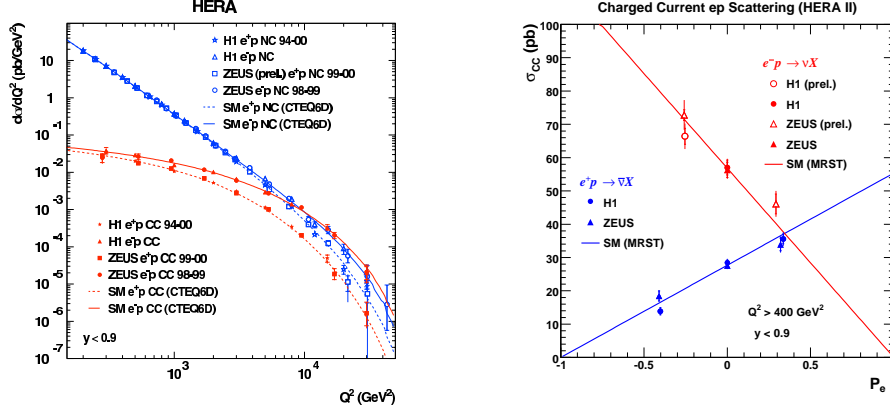 HERA
dσ/dQ² (pb/GeV²)
10
1
10⁻¹
10⁻²
10⁻³
10⁻⁴
10⁻⁵
10⁻⁶
10⁻⁷
H1 e⁺p NC 94-00
H1 e⁻p NC
ZEUS (prel.) e⁺p NC 99-00
ZEUS e⁻p NC 98-99
SM e⁺p NC (CTEQ6D)
SM e⁻p NC (CTEQ6D)
H1 e⁺p CC 94-00
H1 e⁻p CC
ZEUS e⁺p CC 99-00
ZEUS e⁻p CC 98-99
SM e⁺p CC (CTEQ6D)
SM e⁻p CC (CTEQ6D)
y < 0.9
10³
10⁴
Q² (GeV²)
Charged Current ep Scattering (HERA II)
σ_CC (pb)
100
90
80
70
60
50
40
30
20
10
0
e⁻p → νX
H1 (prel.)
H1
ZEUS (prel.)
ZEUS
SM (MRST)
e⁺p → ν̅X
H1
ZEUS
SM (MRST)
Q² > 400 GeV²
y < 0.9
-1
-0.5
0
0.5
Pₑ